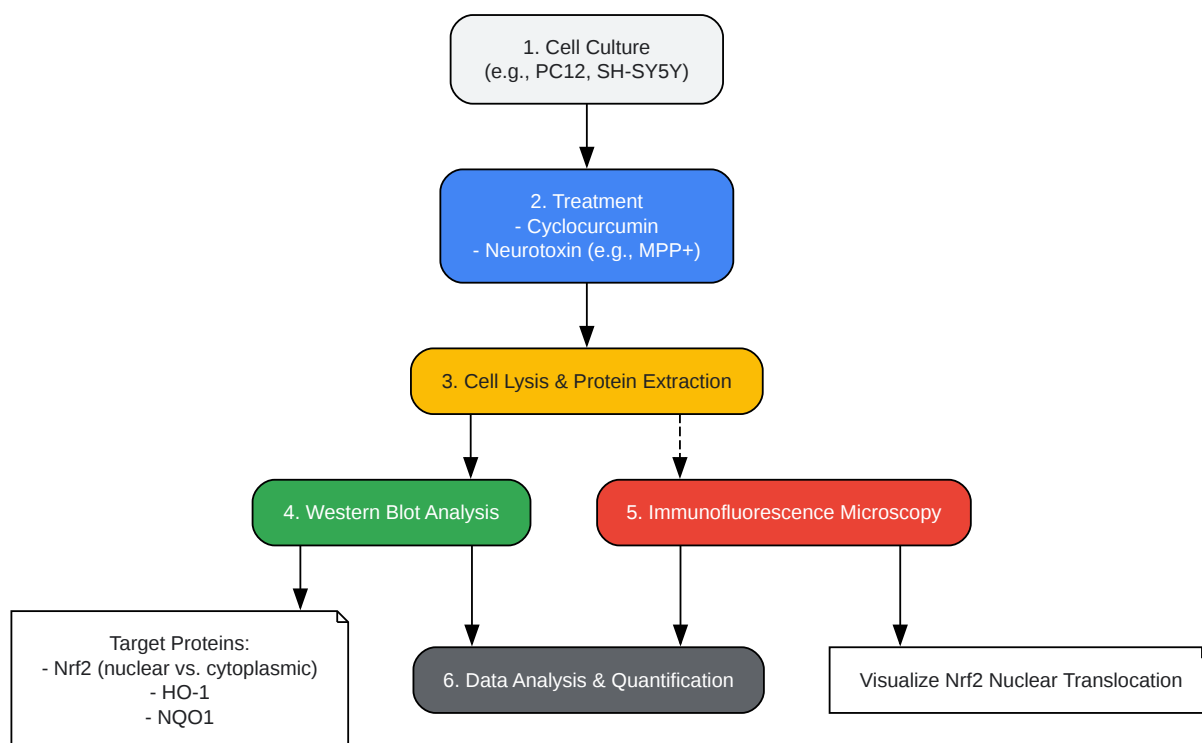 1. Cell Culture
(e.g., PC12, SH-SY5Y)
2. Treatment
- Cyclocurcumin
- Neurotoxin (e.g., MPP+)
3. Cell Lysis & Protein Extraction
4. Western Blot Analysis
5. Immunofluorescence Microscopy
Target Proteins:
- Nrf2 (nuclear vs. cytoplasmic)
- HO-1
- NQO1
6. Data Analysis & Quantification
Visualize Nrf2 Nuclear Translocation